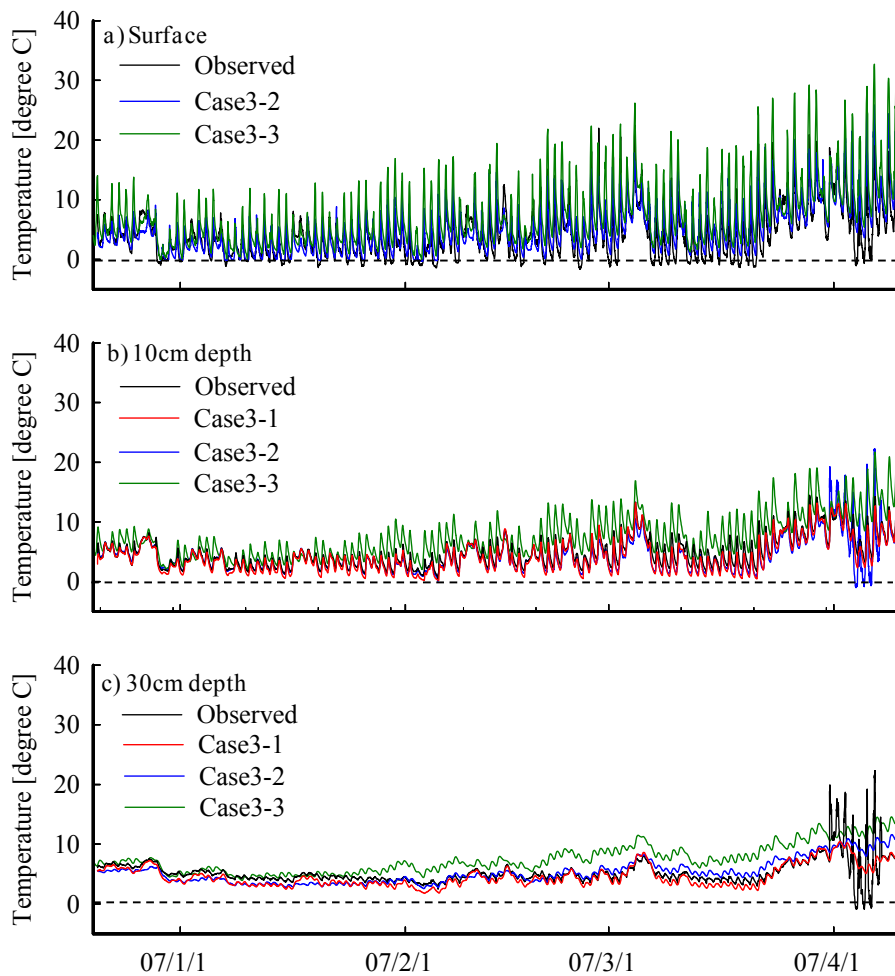 40
a) Surface
Observed
30
Case3-2
Case3-3
20
10
0
Temperature [degree C]
40
b) 10cm depth
Observed
30
Case3-1
Case3-2
20
Case3-3
10
0
Temperature [degree C]
40
c) 30cm depth
Observed
30
Case3-1
Case3-2
20
Case3-3
10
0
Temperature [degree C]
07/1/1
07/2/1
07/3/1
07/4/1